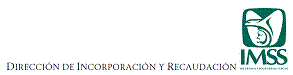 IMSS
DIRECCIÓN DE INCORPORACIÓN Y RECAUDACIÓN